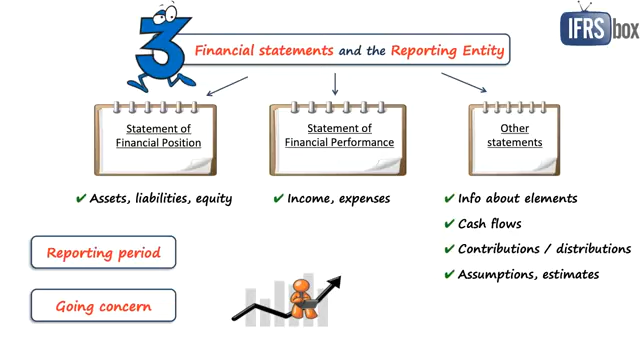 IFRS box
3
Financial statements and the Reporting Entity
Statement of
Financial Position
Statement of
Financial Performance
Other
statements
✔ Assets, liabilities, equity
✔ Income, expenses
✔ Info about elements
✔ Cash flows
✔ Contributions / distributions
✔ Assumptions, estimates
Reporting period
Going concern